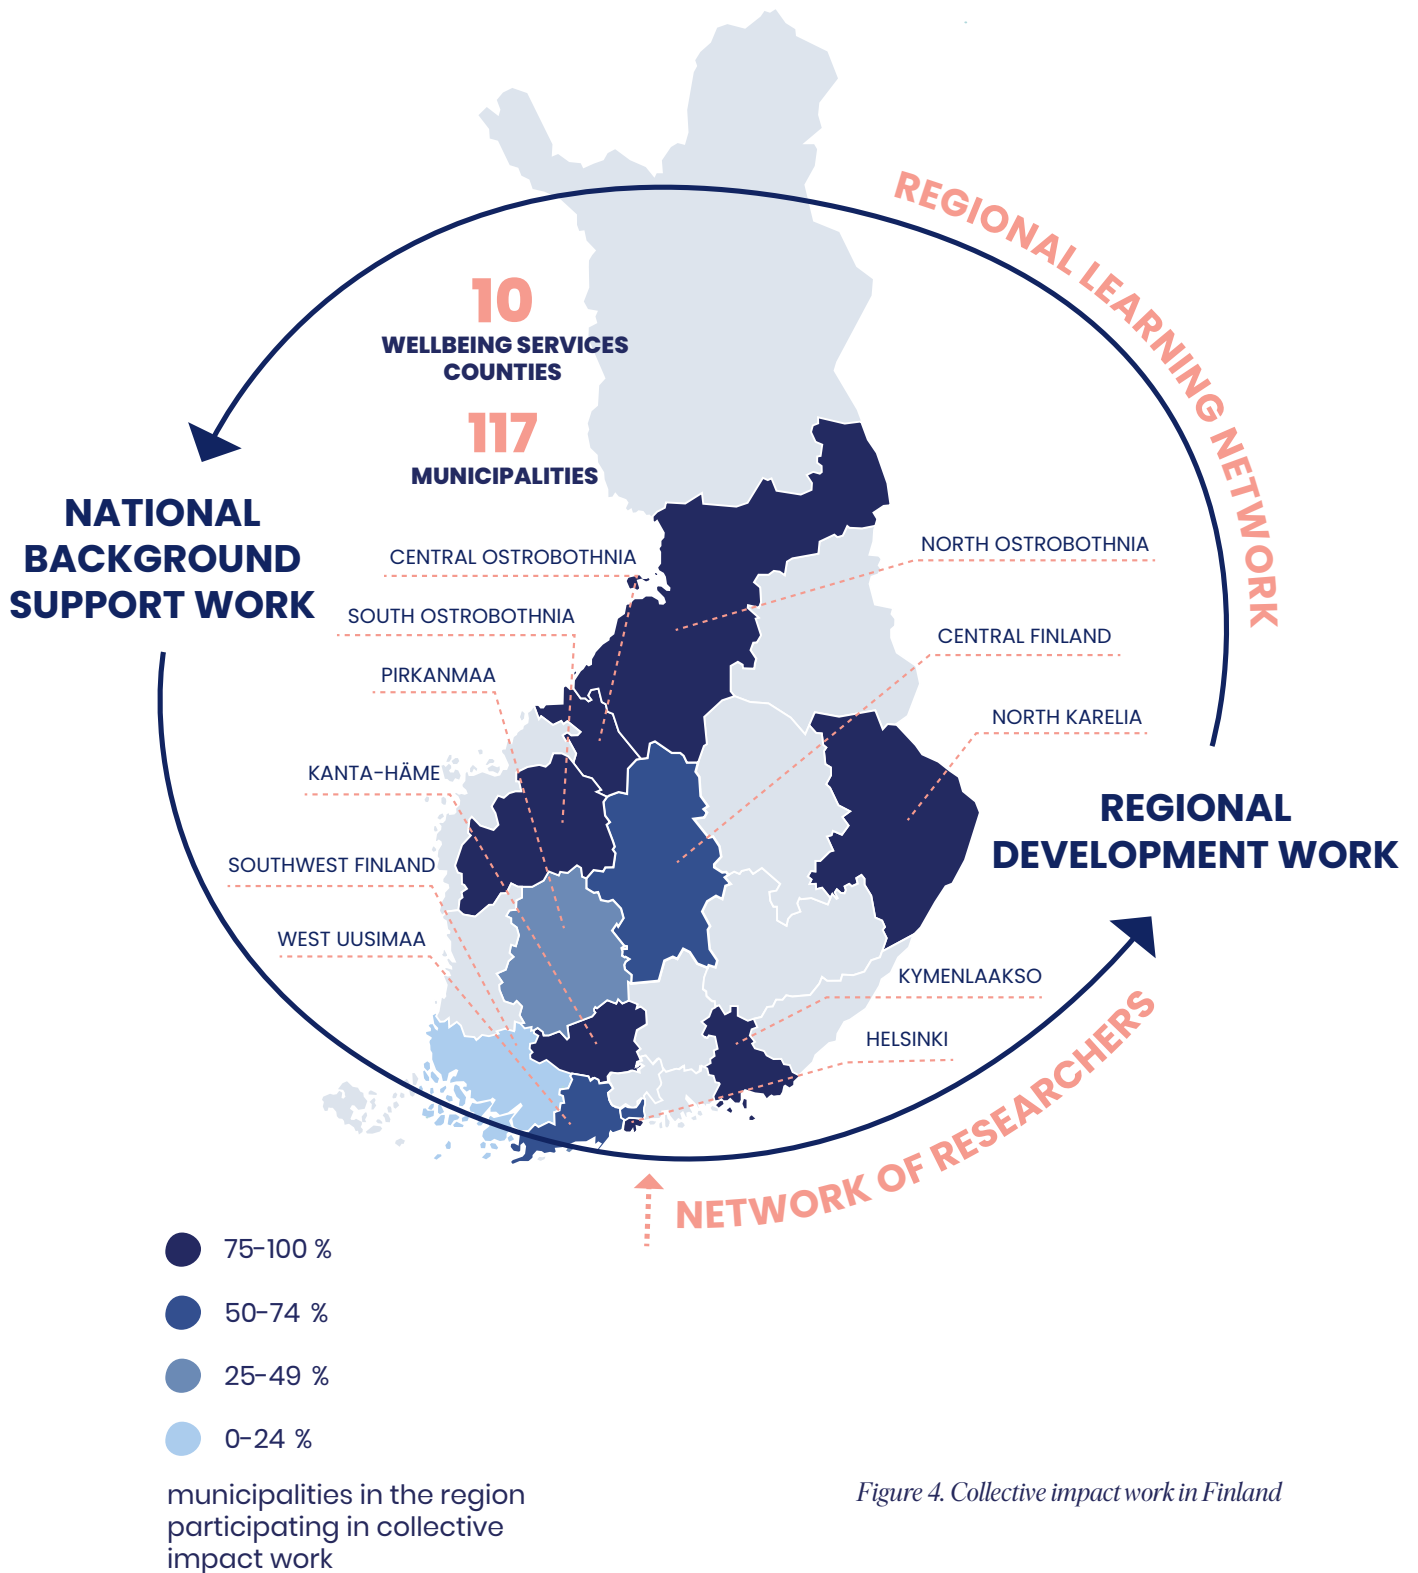 REGIONAL LEARNING NETWORK
10
WELLBEING SERVICES
COUNTIES
117
MUNICIPALITIES
NATIONAL
BACKGROUND
SUPPORT WORK
CENTRAL OSTROBOTHNIA
SOUTH OSTROBOTHNIA
PIRKANMAA
KANTA-HÄME
SOUTHWEST FINLAND
WEST UUSIMAA
NORTH OSTROBOTHNIA
CENTRAL FINLAND
NORTH KARELIA
REGIONAL
DEVELOPMENT WORK
KYMENLAAKSO
HELSINKI
NETWORK OF RESEARCHERS
75-100 %
50-74 %
25-49 %
0-24 %
municipalities in the region
participating in collective
impact work
Figure 4. Collective impact work in Finland